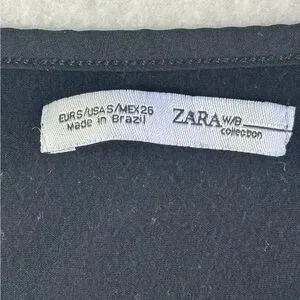 EUR S/USA S/MEX 26
Made in Brazil
ZARA W/B
collection